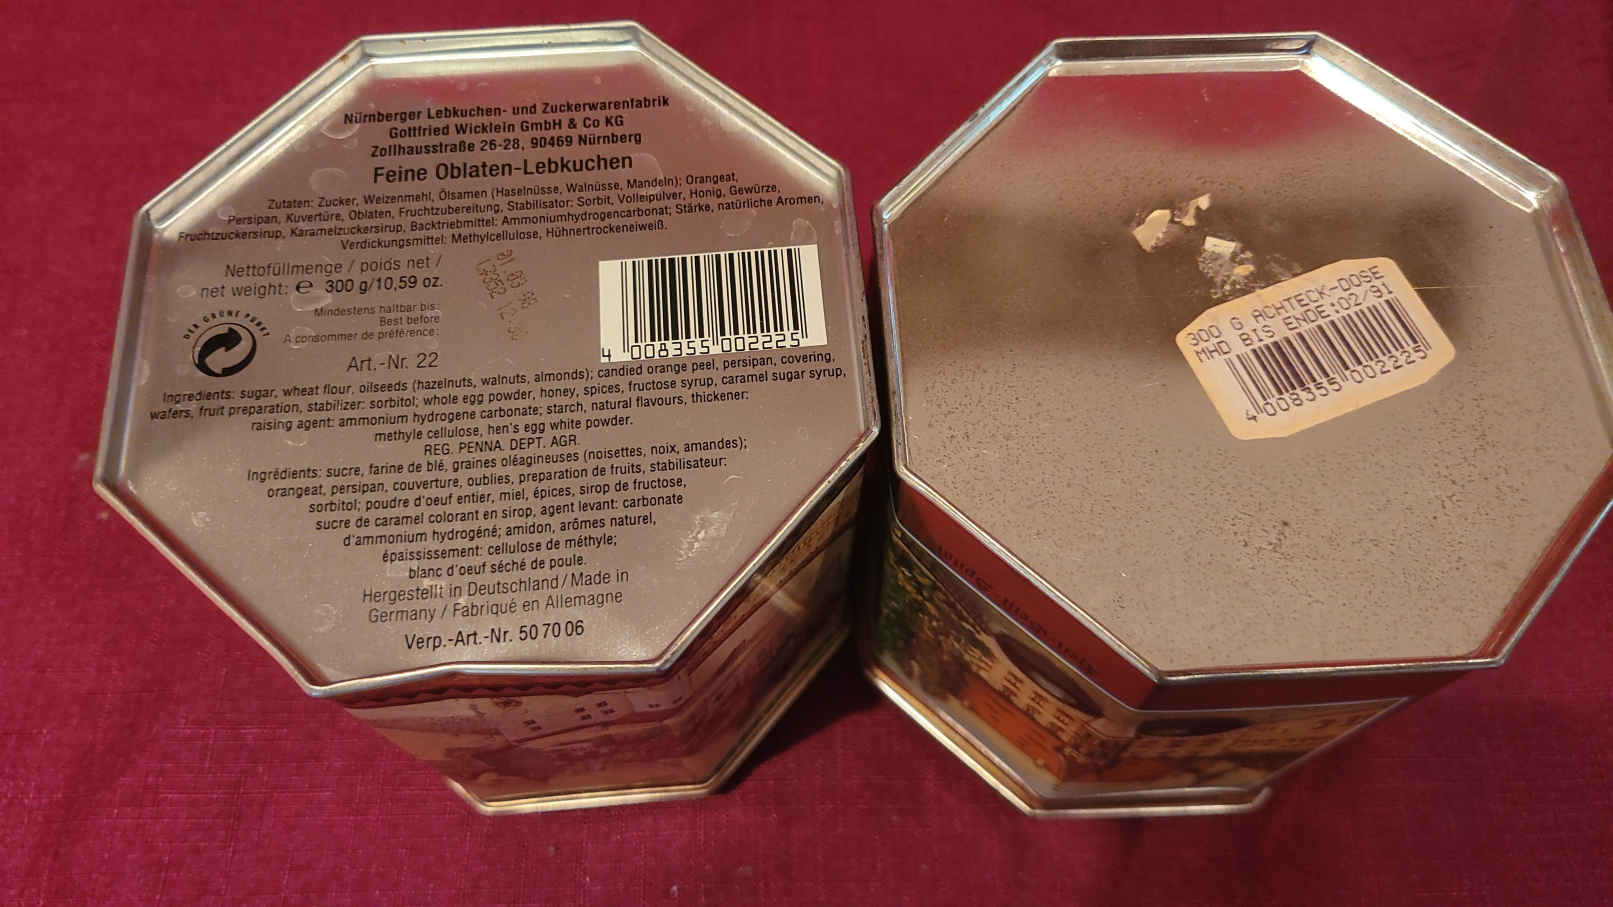 Nürnberger Lebkuchen- und Zuckerwarenfabrik
Gottfried Wicklein GmbH & Co KG
Zollhausstraße 26-28, 90469 Nürnberg
Feine Oblaten-Lebkuchen
Zutaten: Zucker, Weizenmehl, Ölsamen (Haselnüsse, Walnüsse, Mandeln); Orangeat,
Persipan, Kuvertüre, Oblaten, Fruchtzubereitung, Stabilisator: Sorbit, Volleipulver, Honig, Gewürze,
Fruchtzuckersirup, Karamelzuckersirup, Backtriebmittel: Ammoniumhydrogencarbonat; Stärke, natürliche Aromen,
Verdickungsmittel: Methylcellulose, Hühnertrockeneiweiß.
Nettofüllmenge / poids net /
net weight: e 300 g/10,59 oz.
Mindestens haltbar bis:
Best before
A consommer de préférence:
DER GRÜNE PUNKT
Art.-Nr. 22
4 008355 002225
Ingredients: sugar, wheat flour, oilseeds (hazelnuts, walnuts, almonds); candied orange peel, persipan, covering,
wafers, fruit preparation, stabilizer: sorbitol; whole egg powder, honey, spices, fructose syrup, caramel sugar syrup,
raising agent: ammonium hydrogene carbonate; starch, natural flavours, thickener:
methyle cellulose, hen's egg white powder.
REG. PENNA. DEPT. AGR.
Ingrédients: sucre, farine de blé, graines oléagineuses (noisettes, noix, amandes);
orangeat, persipan, couverture, oublies, preparation de fruits, stabilisateur:
sorbitol; poudre d'oeuf entier, miel, épices, sirop de fructose,
sucre de caramel colorant en sirop, agent levant: carbonate
d'ammonium hydrogéné; amidon, arômes naturel,
épaississement: cellulose de méthyle;
blanc d'oeuf séché de poule.
Hergestellt in Deutschland / Made in
Germany / Fabriqué en Allemagne
Verp.-Art.-Nr. 50 70 06
300 G ACHTECK-DOSE
MHD BIS ENDE:02/91
4 008355 002225